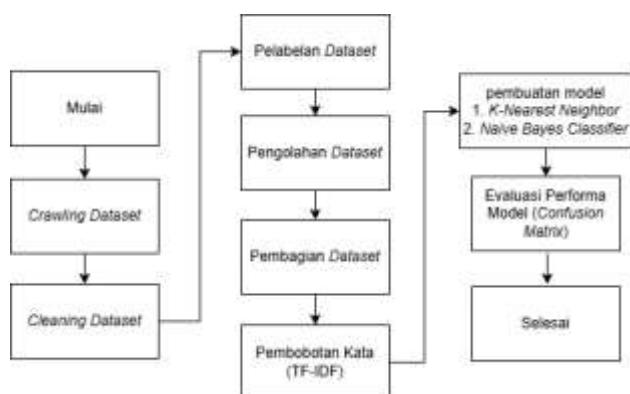 Mulai
Crawling Dataset
Cleaning Dataset
Pelabelan Dataset
Pengolahan Dataset
Pembagian Dataset
Pembobotan Kata
(TF-IDF)
pembuatan model
1. K-Nearest Neighbor
2. Naive Bayes Classifier
Evaluasi Performa
Model (Confusion
Matrix)
Selesai